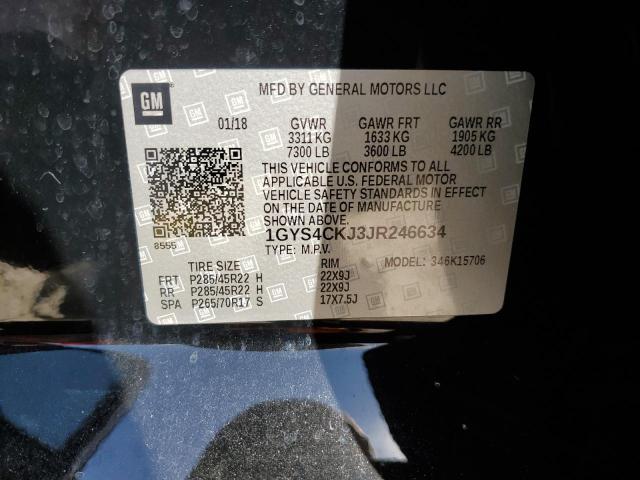 GM
MFD BY GENERAL MOTORS LLC
01/18 GVWR GAWR FRT GAWR RR
3311 KG 1633 KG 1905 KG
7300 LB 3600 LB 4200 LB
THIS VEHICLE CONFORMS TO ALL
APPLICABLE U.S. FEDERAL MOTOR
VEHICLE SAFETY STANDARDS IN EFFECT
ON THE DATE OF MANUFACTURE
SHOWN ABOVE.
8555
1GYS4CKJ3JR246634
TYPE: M.P.V. MODEL: 346K15706
TIRE SIZE RIM
FRT P285/45R22 H 22X9J
RR P285/45R22 H 22X9J
SPA P265/70R17 S 17X7.5J